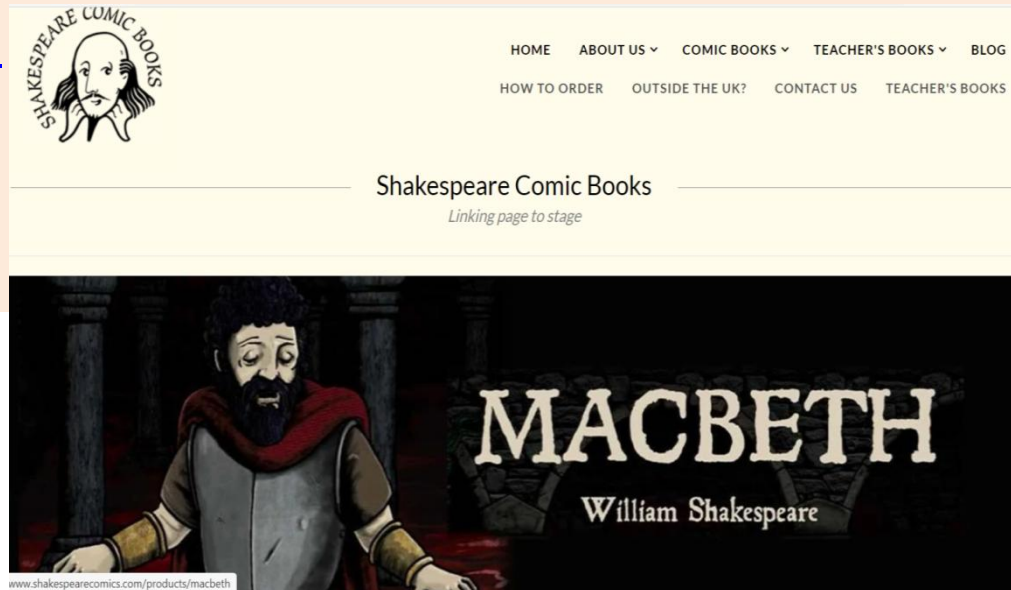 SHAKESPEARE COMIC BOOKS
HOME ABOUT US COMIC BOOKS TEACHER'S BOOKS BLOG
HOW TO ORDER OUTSIDE THE UK? CONTACT US TEACHER'S BOOKS
Shakespeare Comic Books
Linking page to stage
MACBETH
William Shakespeare
www.shakespearecomics.com/products/macbeth